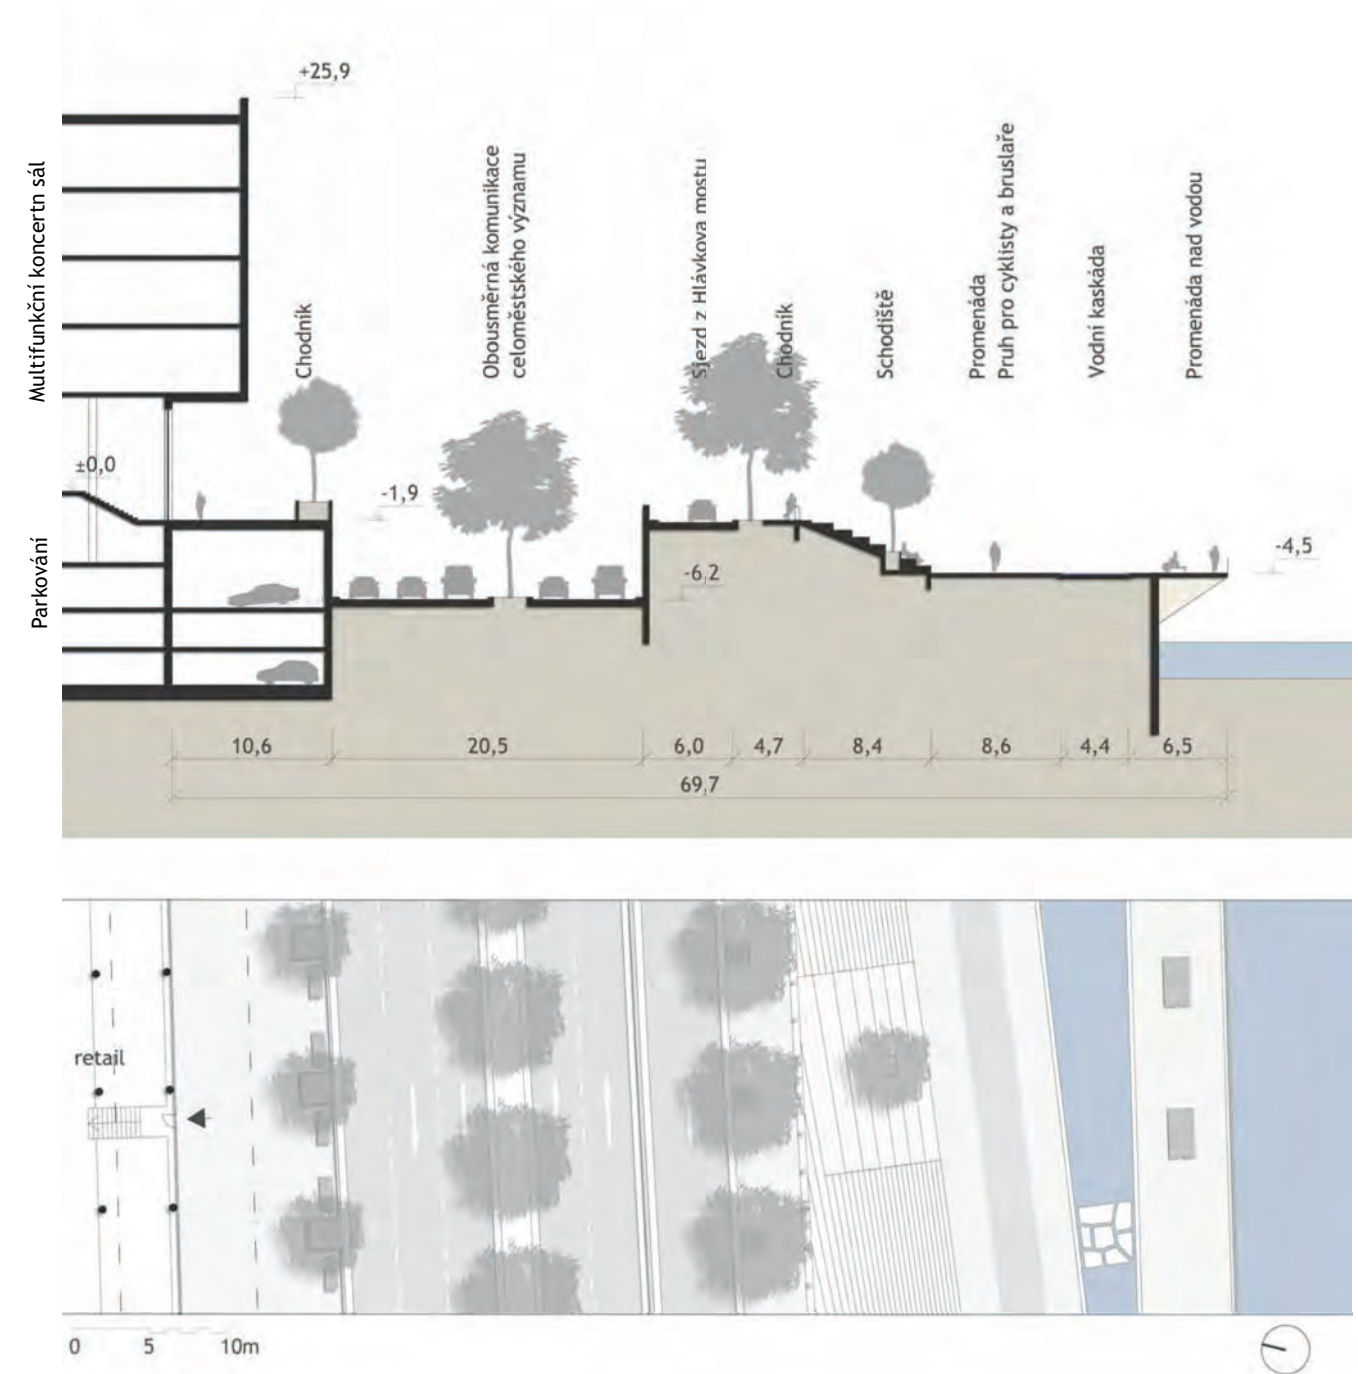 +25,9
Multifunkční koncertn sál
Chodník
Obousměrná komunikace
celoměstského významu
Sjezd z Hlávkova mostu
Chodník
Schodiště
Promenáda
Pruh pro cyklisty a bruslaře
Vodní kaskáda
Promenáda nad vodou
±0,0
-1,9
Parkování
-6,2
-4,5
10,6
20,5
6,0
4,7
8,4
8,6
4,4
6,5
69,7
retail
0 5 10m